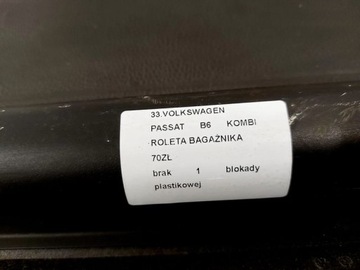 33.VOLKSWAGEN
PASSAT B6 KOMBI
ROLETA BAGAŻNIKA
70ZŁ
brak 1 blokady
plastikowej